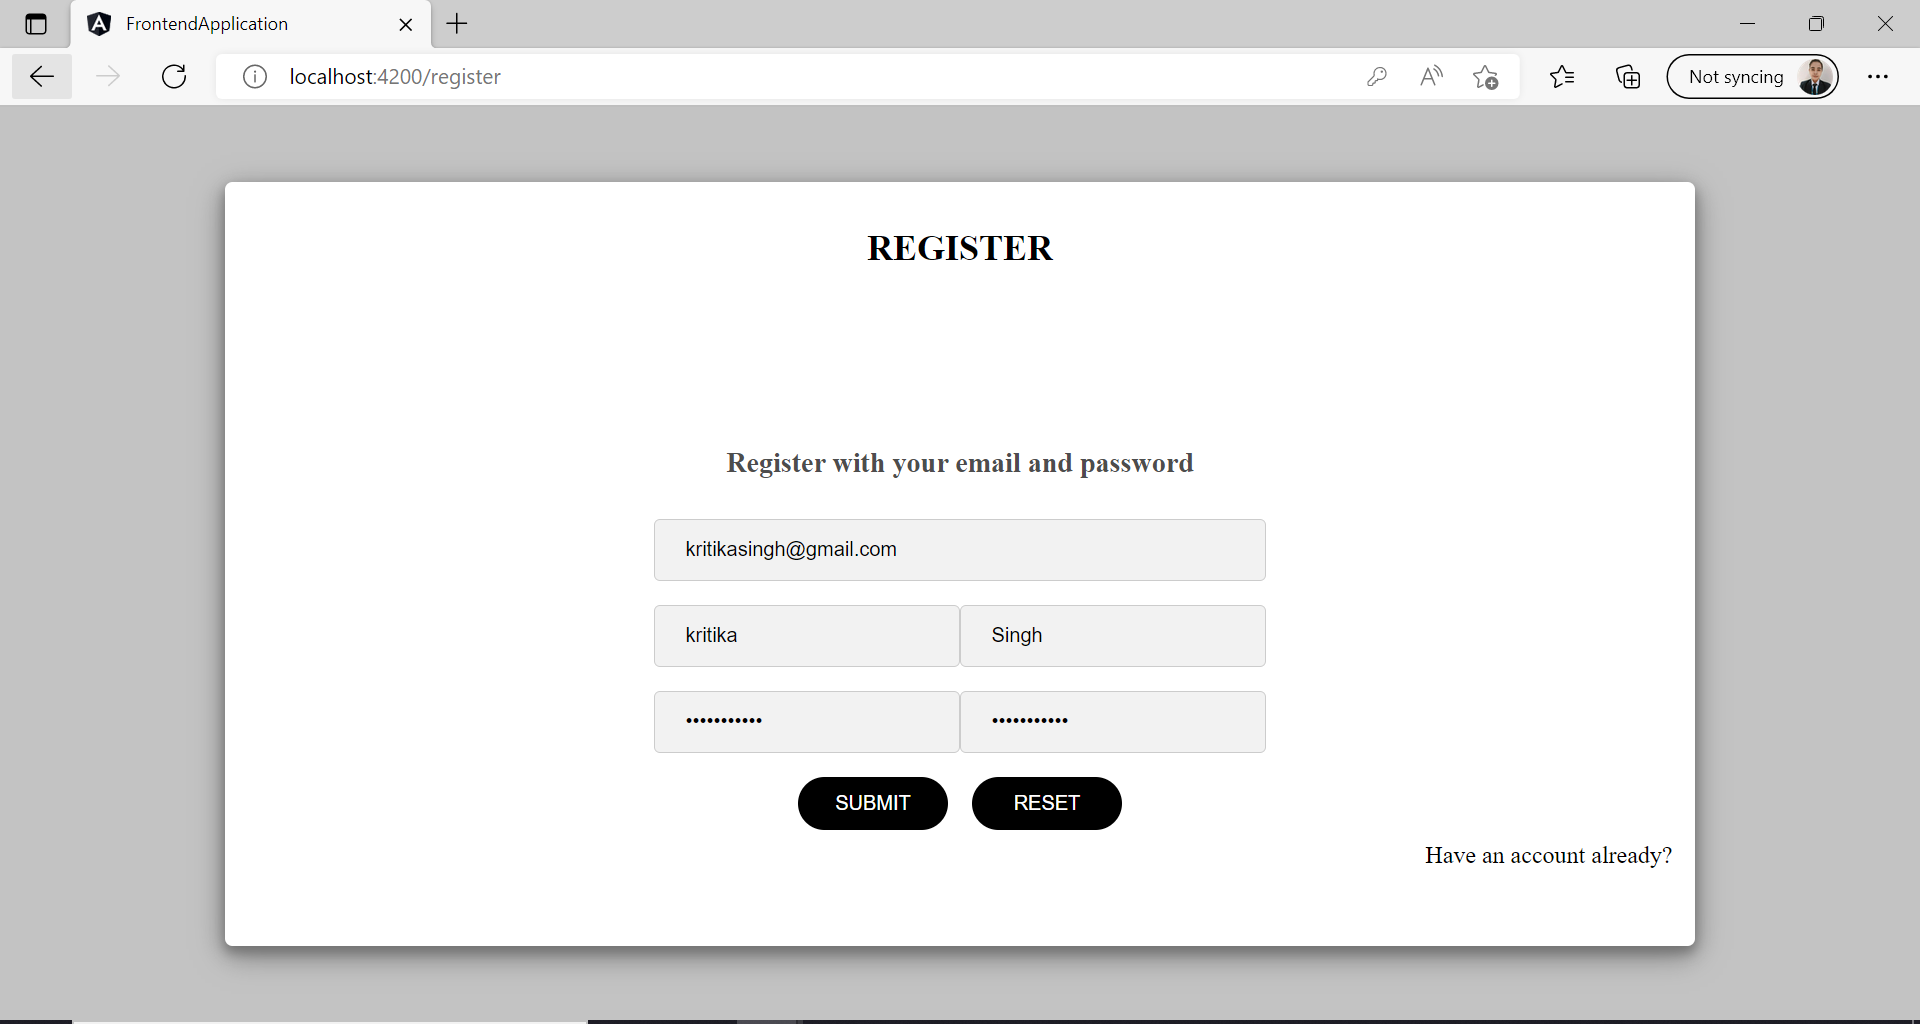 FrontendApplication
localhost:4200/register
Not syncing
REGISTER
Register with your email and password
kritikasingh@gmail.com
kritika Singh
••••••••••• •••••••••••
SUBMIT RESET
Have an account already?